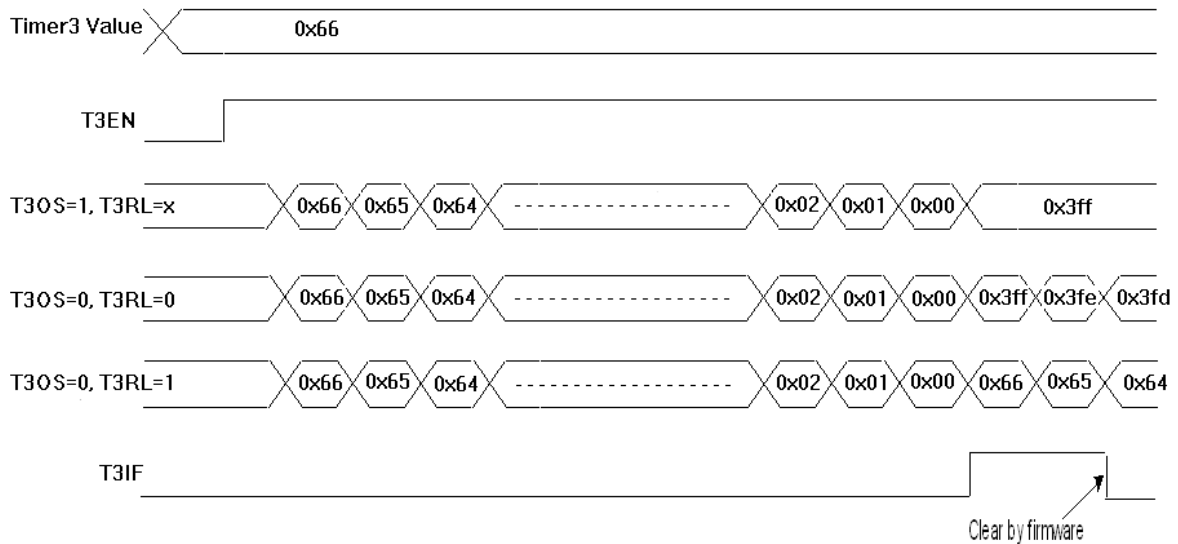 Timer3 Value 0x66
T3EN
T3OS=1, T3RL=x 0x66 0x65 0x64 0x02 0x01 0x00 0x3ff
T3OS=0, T3RL=0 0x66 0x65 0x64 0x02 0x01 0x00 0x3ff 0x3fe 0x3fd
T3OS=0, T3RL=1 0x66 0x65 0x64 0x02 0x01 0x00 0x66 0x65 0x64
T3IF
Clear by firmware